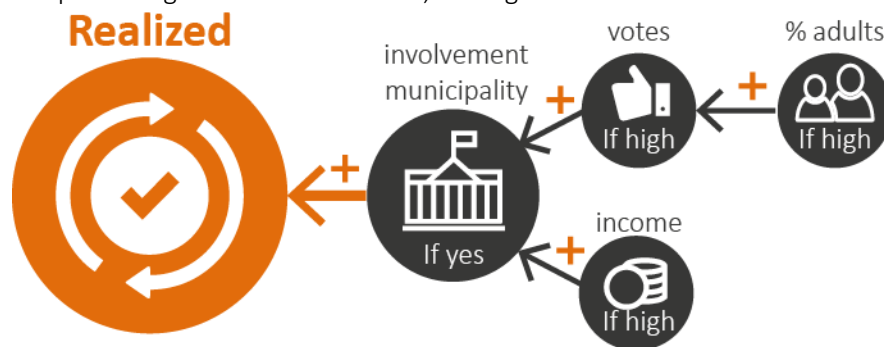 Realized
involvement
municipality
votes
% adults
+
+
+
If high
If high
If yes
income
+
If high